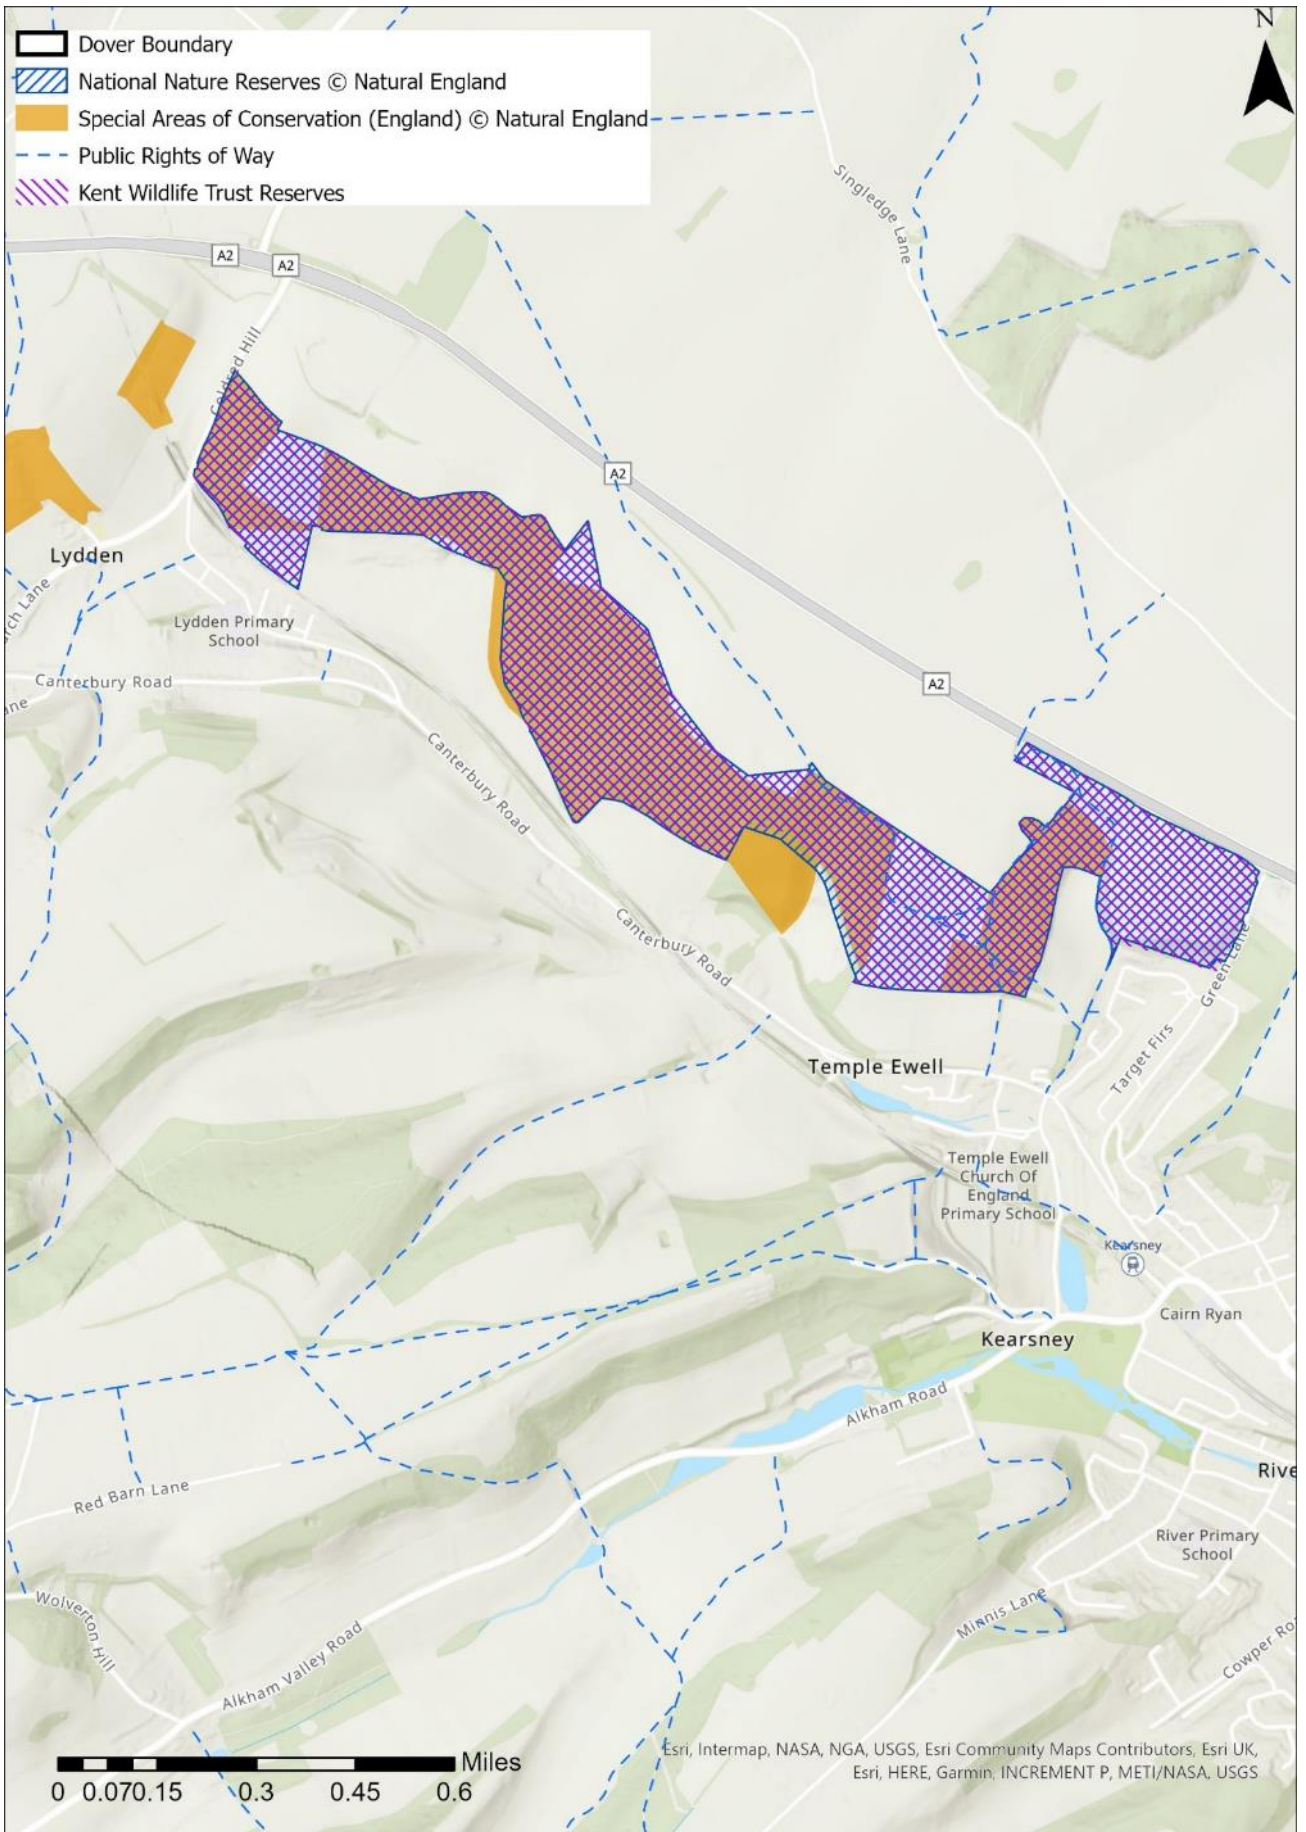 N
Dover Boundary
National Nature Reserves © Natural England
Special Areas of Conservation (England) © Natural England
Public Rights of Way
Kent Wildlife Trust Reserves
Singledge Lane
A2
A2
Coldred Hill
A2
Lydden
Lydden Primary
School
Canterbury Road
A2
Canterbury Road
Canterbury Road
Green Lane
Target Firs
Temple Ewell
Temple Ewell
Church Of
England
Primary School
Kearsney
Cairn Ryan
Kearsney
Alkham Road
Rive
Red Barn Lane
River Primary
School
Wolverton Hill
Minnis Lane
Alkham Valley Road
Cowper Ro
Miles
0 0.070.15 0.3 0.45 0.6
Esri, Intermap, NASA, NGA, USGS, Esri Community Maps Contributors, Esri UK,
Esri, HERE, Garmin, INCREMENT P, METI/NASA, USGS